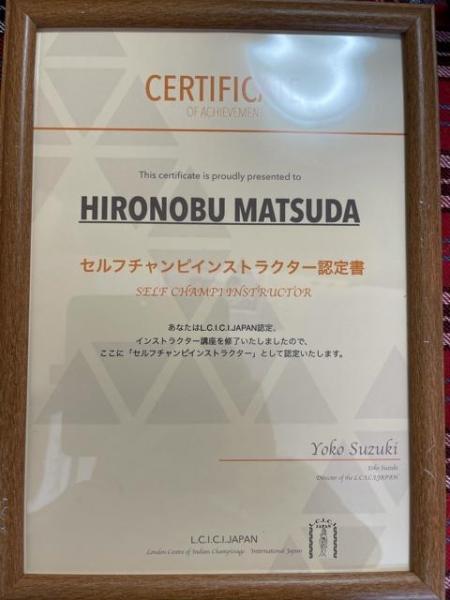 CERTIFICATE
OF ACHIEVEMENT
This certificate is proudly presented to
HIRONOBU MATSUDA
セルフチャンピインストラクター認定書
SELF CHAMPI INSTRUCTOR
あなたはL.C.I.C.I.JAPAN認定、
インストラクター講座を修了いたしましたので、
ここに「セルフチャンピインストラクター」として認定いたします。
Yoko Suzuki
Yoko Suzuki
Director of the L.C.I.C.I.JAPAN
L.C.I.C.I.JAPAN
London Centre of Indian Champissage International Japan